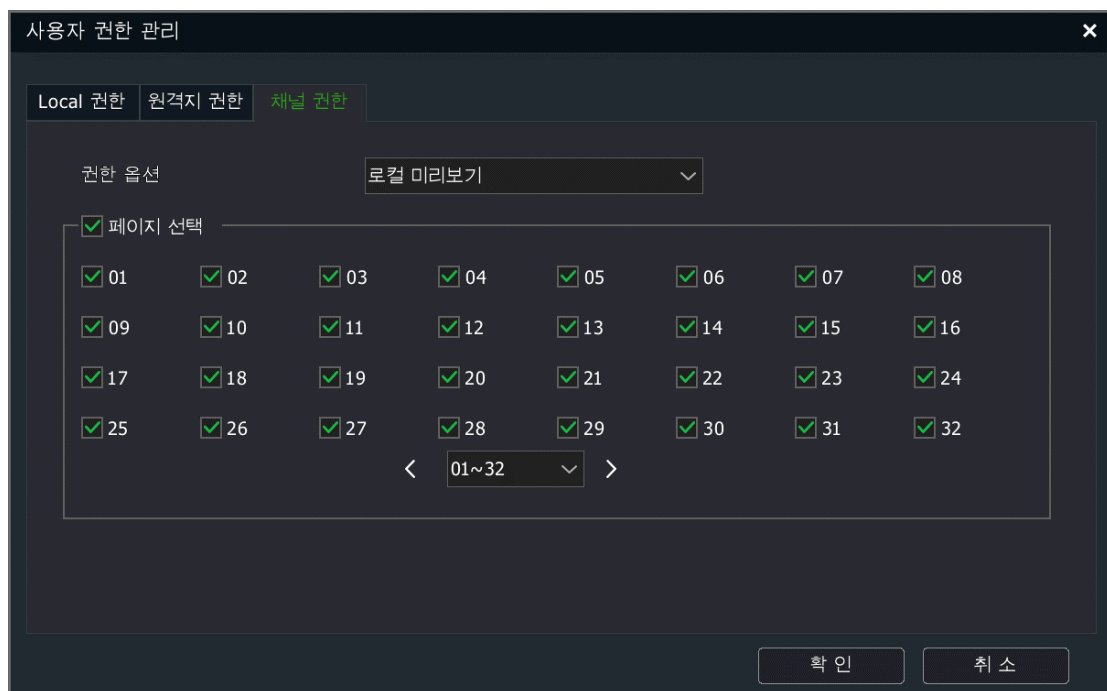 사용자 권한 관리
Local 권한 원격지 권한 채널 권한
권한 옵션 로컬 미리보기
페이지 선택
01 02 03 04 05 06 07 08
09 10 11 12 13 14 15 16
17 18 19 20 21 22 23 24
25 26 27 28 29 30 31 32
01~32
확 인 취 소